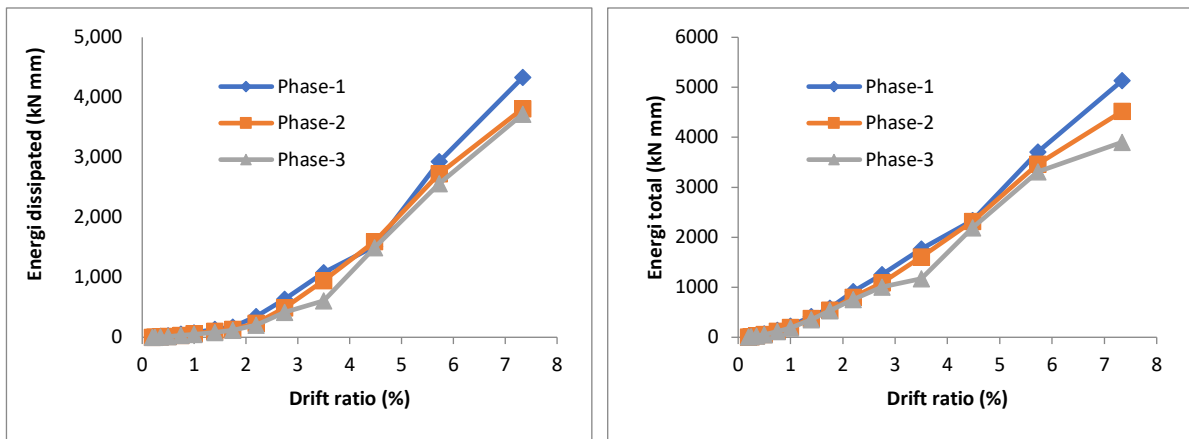 Energi dissipated (kN mm)
5,000
4,000
3,000
2,000
1,000
0
Phase-1
Phase-2
Phase-3
0 1 2 3 4 5 6 7 8
Drift ratio (%)
Energi total (kN mm)
6000
5000
4000
3000
2000
1000
0
Phase-1
Phase-2
Phase-3
0 1 2 3 4 5 6 7 8
Drift ratio (%)